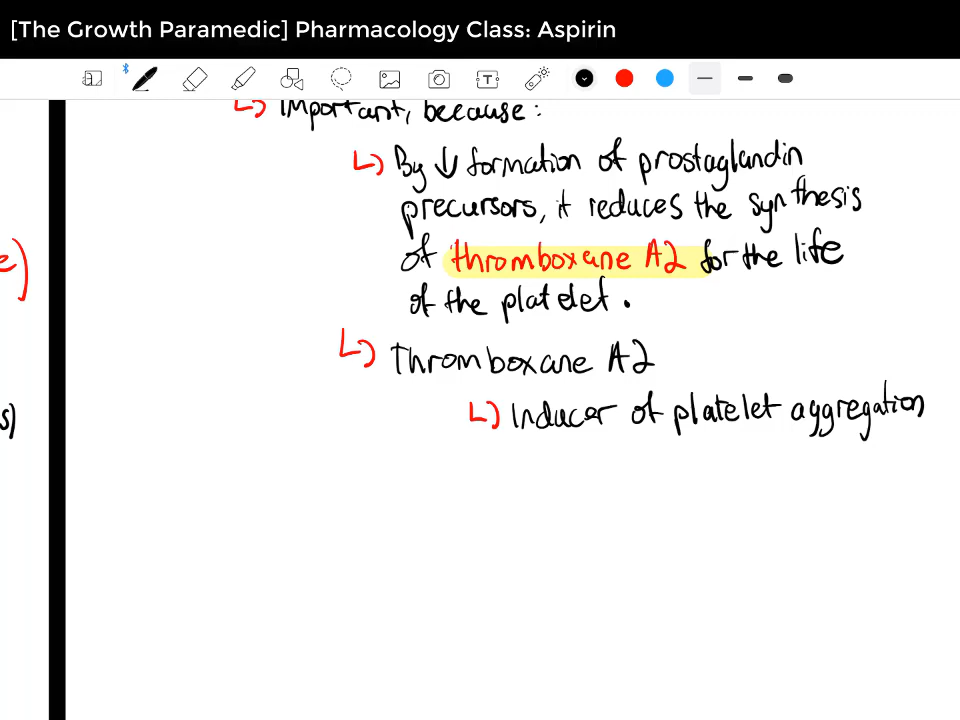 [The Growth Paramedic] Pharmacology Class: Aspirin
Important, because:
By ↓ formation of prostaglandin
precursors, it reduces the synthesis
of thromboxane A2 for the life
of the platelet.
Thromboxane A2
Inducer of platelet aggregation
e)
s)